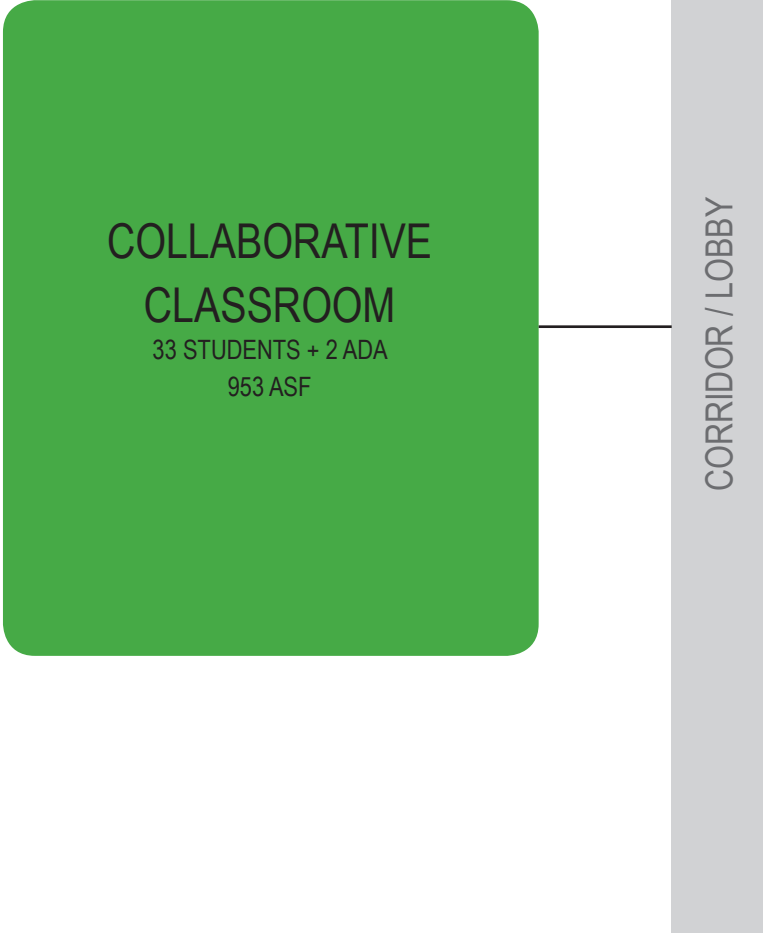 COLLABORATIVE
CLASSROOM
33 STUDENTS + 2 ADA
953 ASF
CORRIDOR / LOBBY